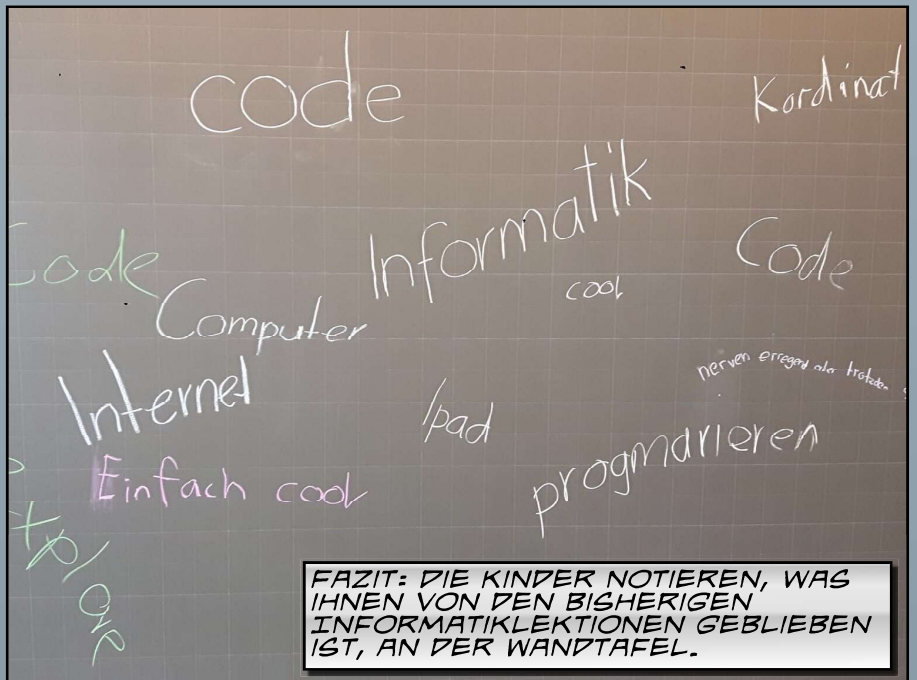 code
Kordinat
Informatik
Code
Code
cool
Computer
nerven erregend aber trotzdem
Internet
Ipad
progmarieren
Einfach cool
FAZIT: DIE KINDER NOTIEREN, WAS
IHNEN VON DEN BISHERIGEN
INFORMATIKLEKTIONEN GEBLIEBEN
IST, AN DER WANDTAFEL.